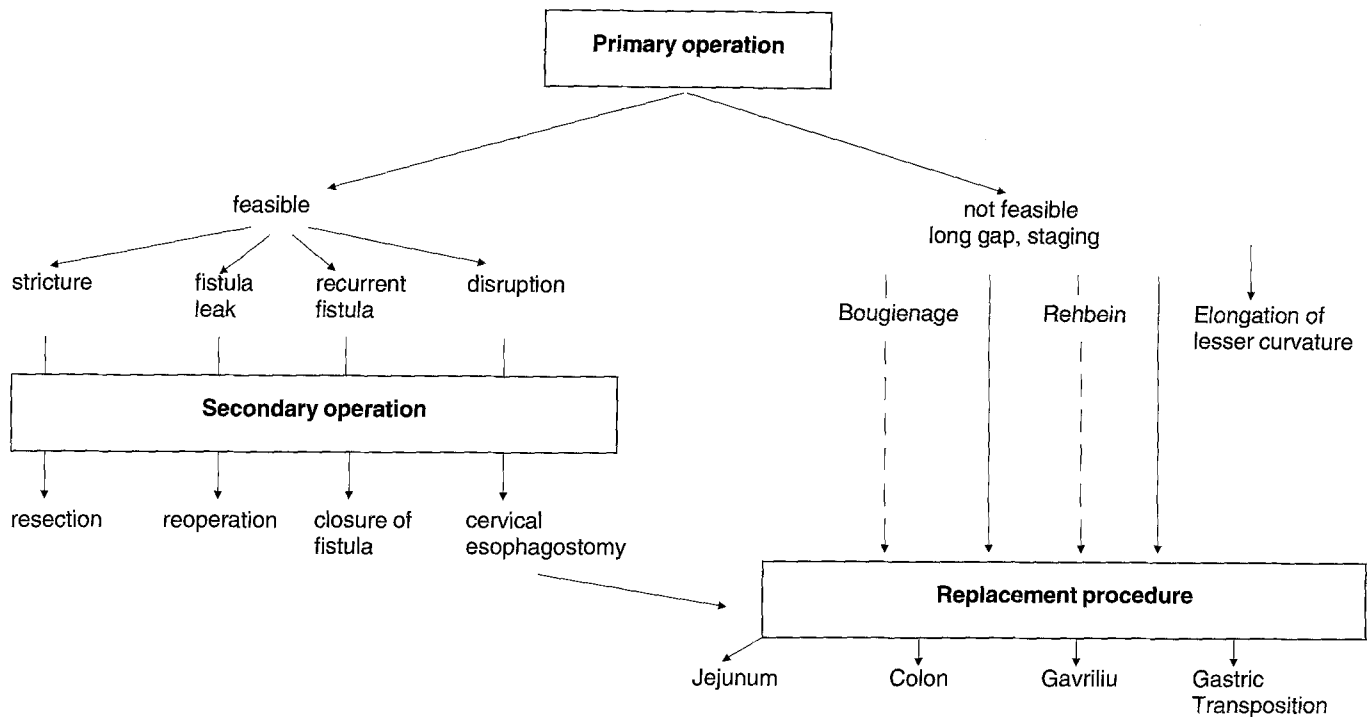 Primary operation
feasible
not feasible
long gap, staging
stricture
fistula
leak
recurrent
fistula
disruption
Bougienage
Rehbein
Elongation of
lesser curvature
Secondary operation
resection
reoperation
closure of
fistula
cervical
esophagostomy
Replacement procedure
Jejunum
Colon
Gavriliu
Gastric
Transposition